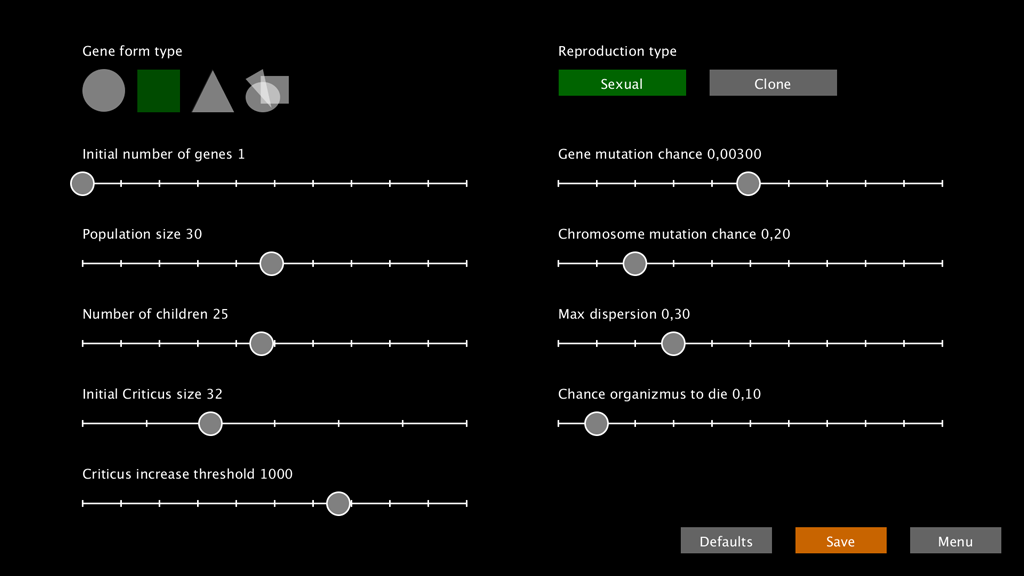 Gene form type
Initial number of genes 1
Population size 30
Number of children 25
Initial Criticus size 32
Criticus increase threshold 1000
Reproduction type
Sexual
Clone
Gene mutation chance 0,00300
Chromosome mutation chance 0,20
Max dispersion 0,30
Chance organizmus to die 0,10
Defaults
Save
Menu